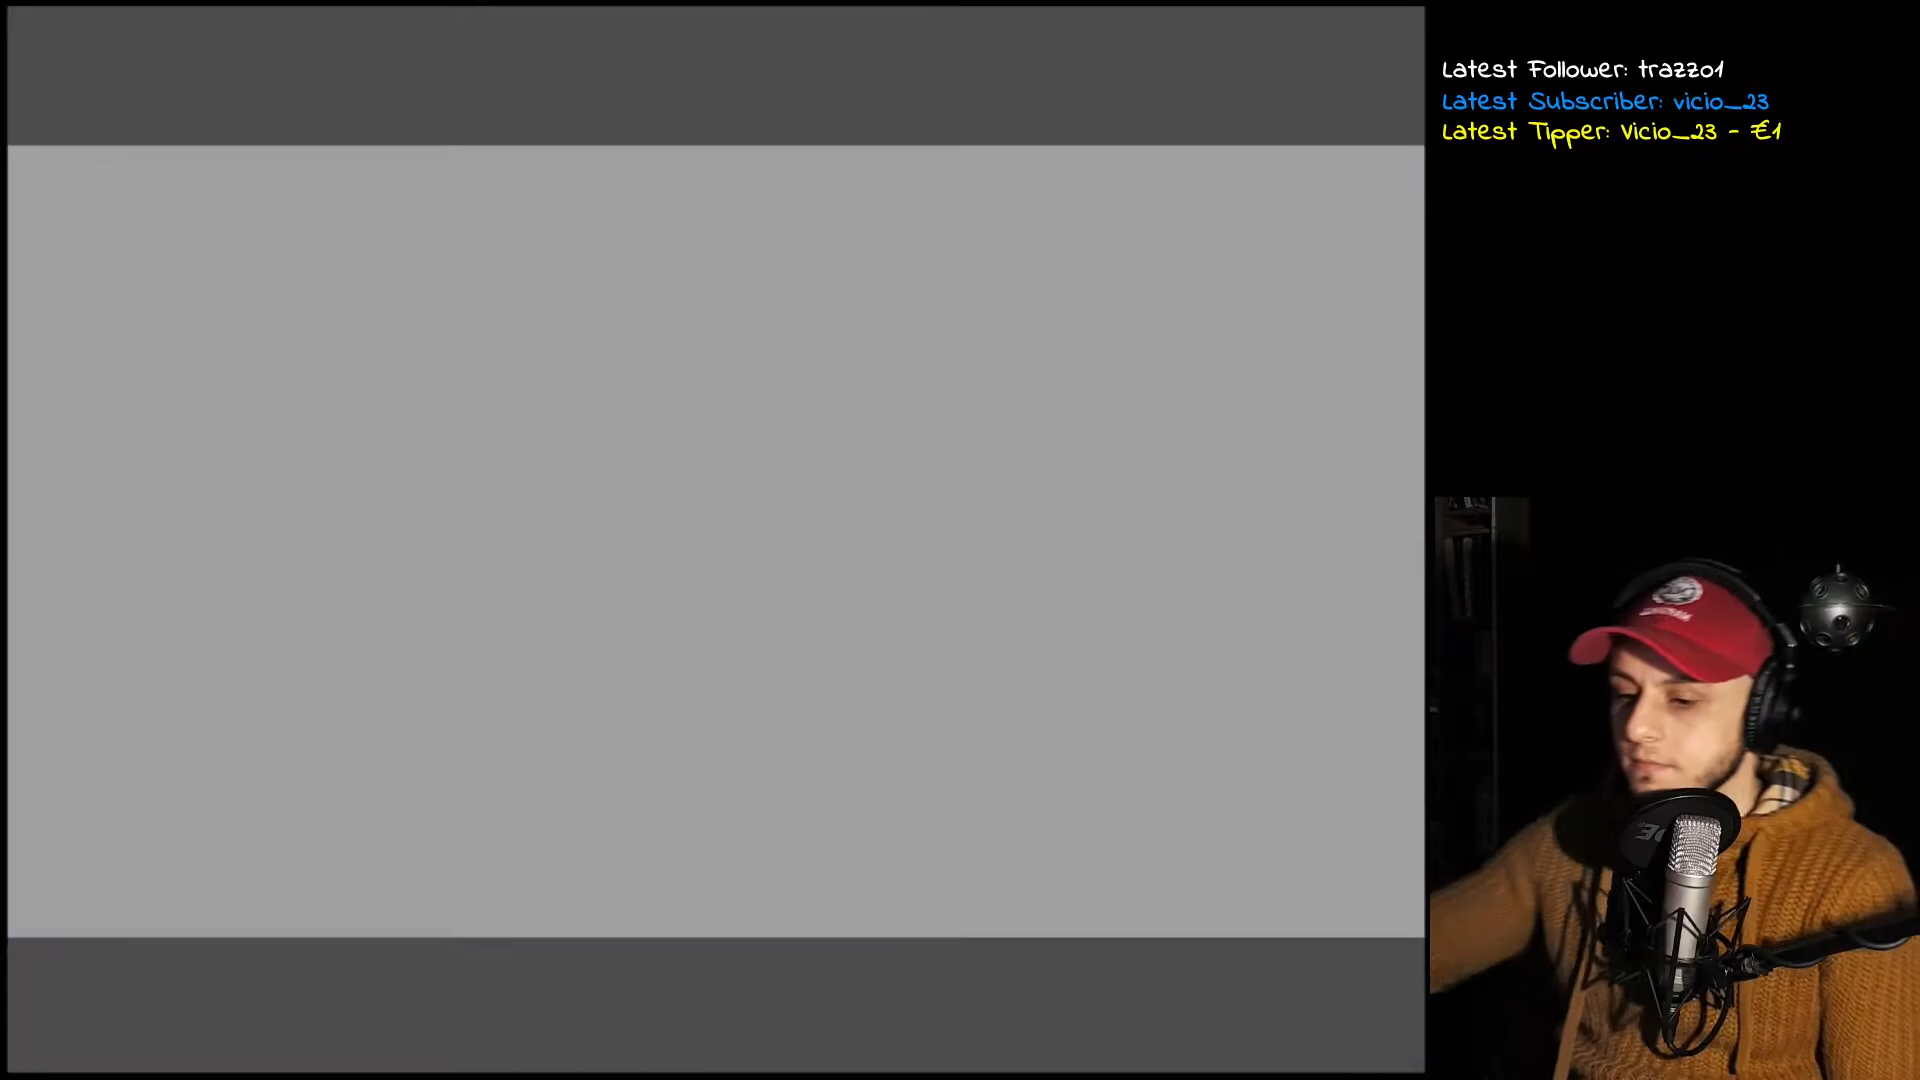 Latest Follower: trazzo1
Latest Subscriber: vicio_23
Latest Tipper: Vicio_23 - €1